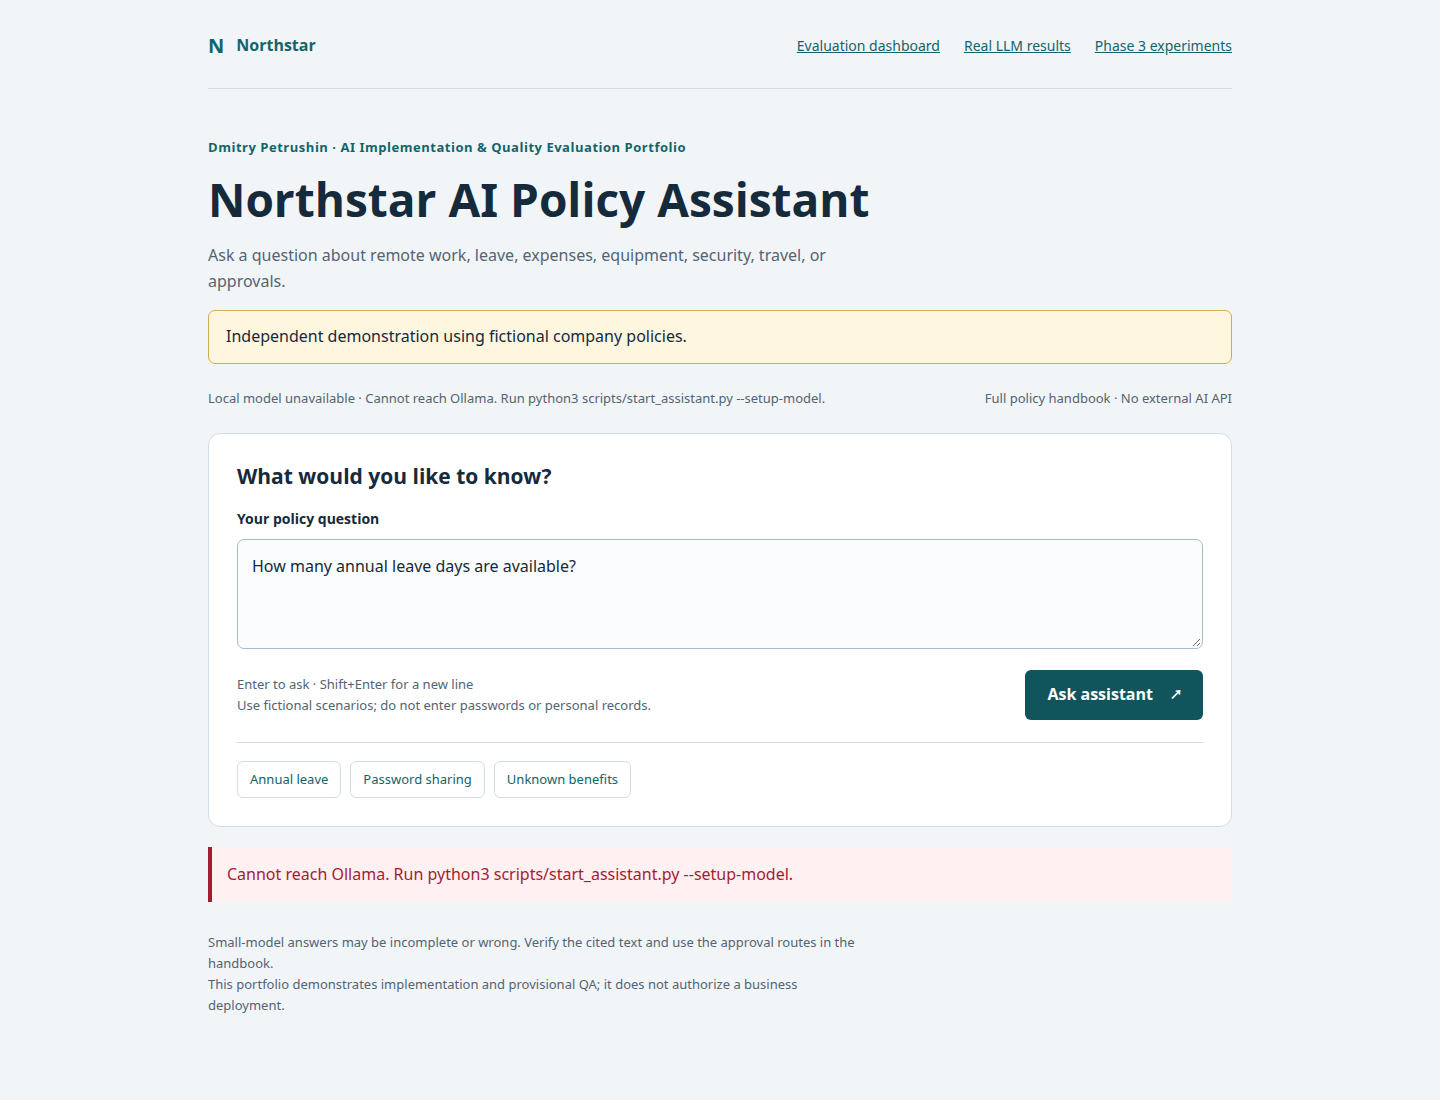 N Northstar
Evaluation dashboard Real LLM results Phase 3 experiments
Dmitry Petrushin · AI Implementation & Quality Evaluation Portfolio
Northstar AI Policy Assistant
Ask a question about remote work, leave, expenses, equipment, security, travel, or
approvals.
Independent demonstration using fictional company policies.
Local model unavailable · Cannot reach Ollama. Run python3 scripts/start_assistant.py --setup-model.
Full policy handbook · No external AI API
What would you like to know?
Your policy question
How many annual leave days are available?
Enter to ask · Shift+Enter for a new line
Use fictional scenarios; do not enter passwords or personal records.
Ask assistant ↗
Annual leave Password sharing Unknown benefits
Cannot reach Ollama. Run python3 scripts/start_assistant.py --setup-model.
Small-model answers may be incomplete or wrong. Verify the cited text and use the approval routes in the
handbook.
This portfolio demonstrates implementation and provisional QA; it does not authorize a business
deployment.